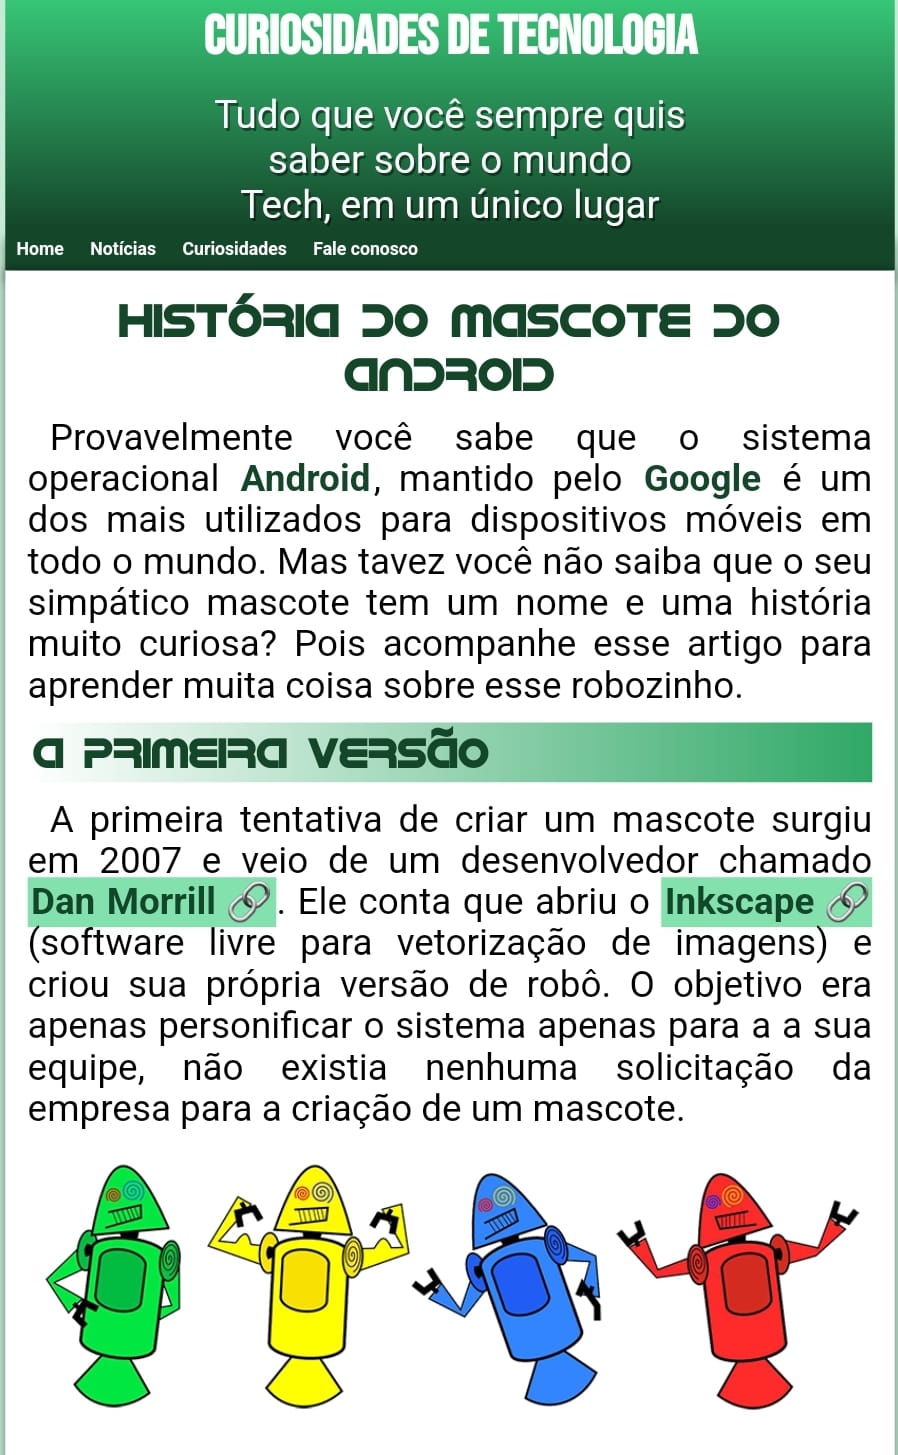 CURIOSIDADES DE TECNOLOGIA
Tudo que você sempre quis
saber sobre o mundo
Tech, em um único lugar
Home Notícias Curiosidades Fale conosco
HISTÓRIA DO MASCOTE DO
ANDROID
Provavelmente você sabe que o sistema
operacional Android, mantido pelo Google é um
dos mais utilizados para dispositivos móveis em
todo o mundo. Mas tavez você não saiba que o seu
simpático mascote tem um nome e uma história
muito curiosa? Pois acompanhe esse artigo para
aprender muita coisa sobre esse robozinho.
A PRIMEIRA VERSÃO
A primeira tentativa de criar um mascote surgiu
em 2007 e veio de um desenvolvedor chamado
Dan Morrill 🔗. Ele conta que abriu o Inkscape 🔗
(software livre para vetorização de imagens) e
criou sua própria versão de robô. O objetivo era
apenas personificar o sistema apenas para a a sua
equipe, não existia nenhuma solicitação da
empresa para a criação de um mascote.